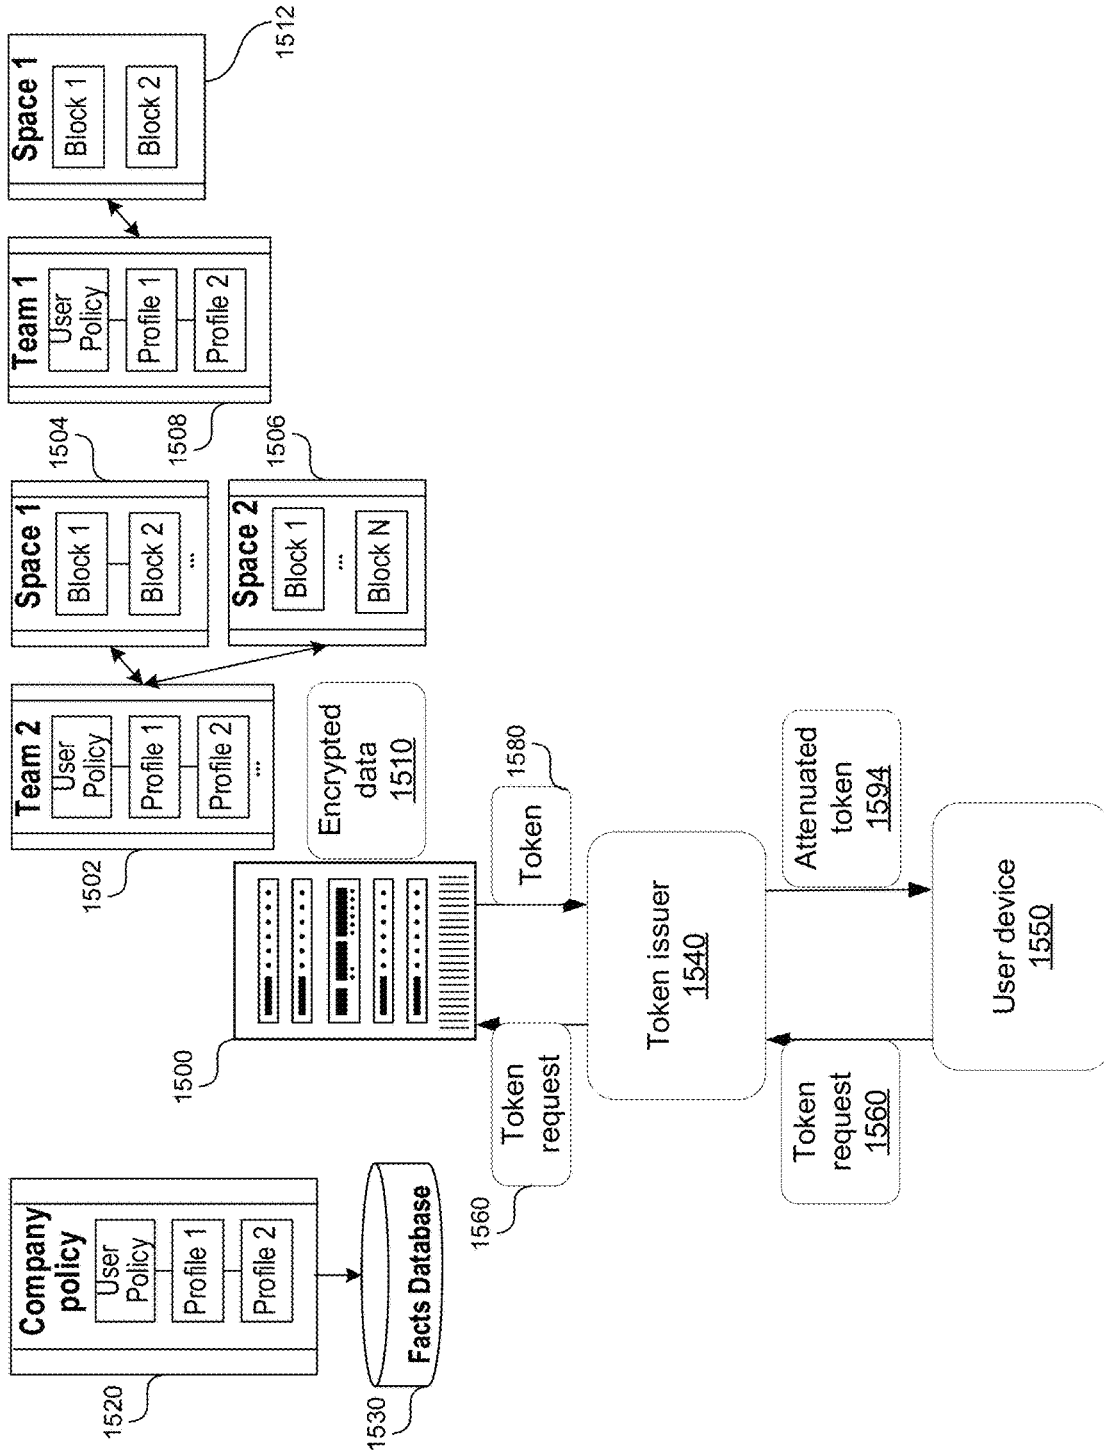 Company
policy
User
Policy
Profile 1
Profile 2
1520
Facts Database
1530
1500
Token
request
1560
Token
1580
Encrypted
data
1510
Token issuer
1540
Token
request
1560
Attenuated
token
1594
User device
1550
Team 2
User
Policy
Profile 1
Profile 2
...
1502
Space 1
Block 1
Block 2
...
1504
Space 2
Block 1
...
Block N
1506
Team 1
User
Policy
Profile 1
Profile 2
1508
Space 1
Block 1
Block 2
1512